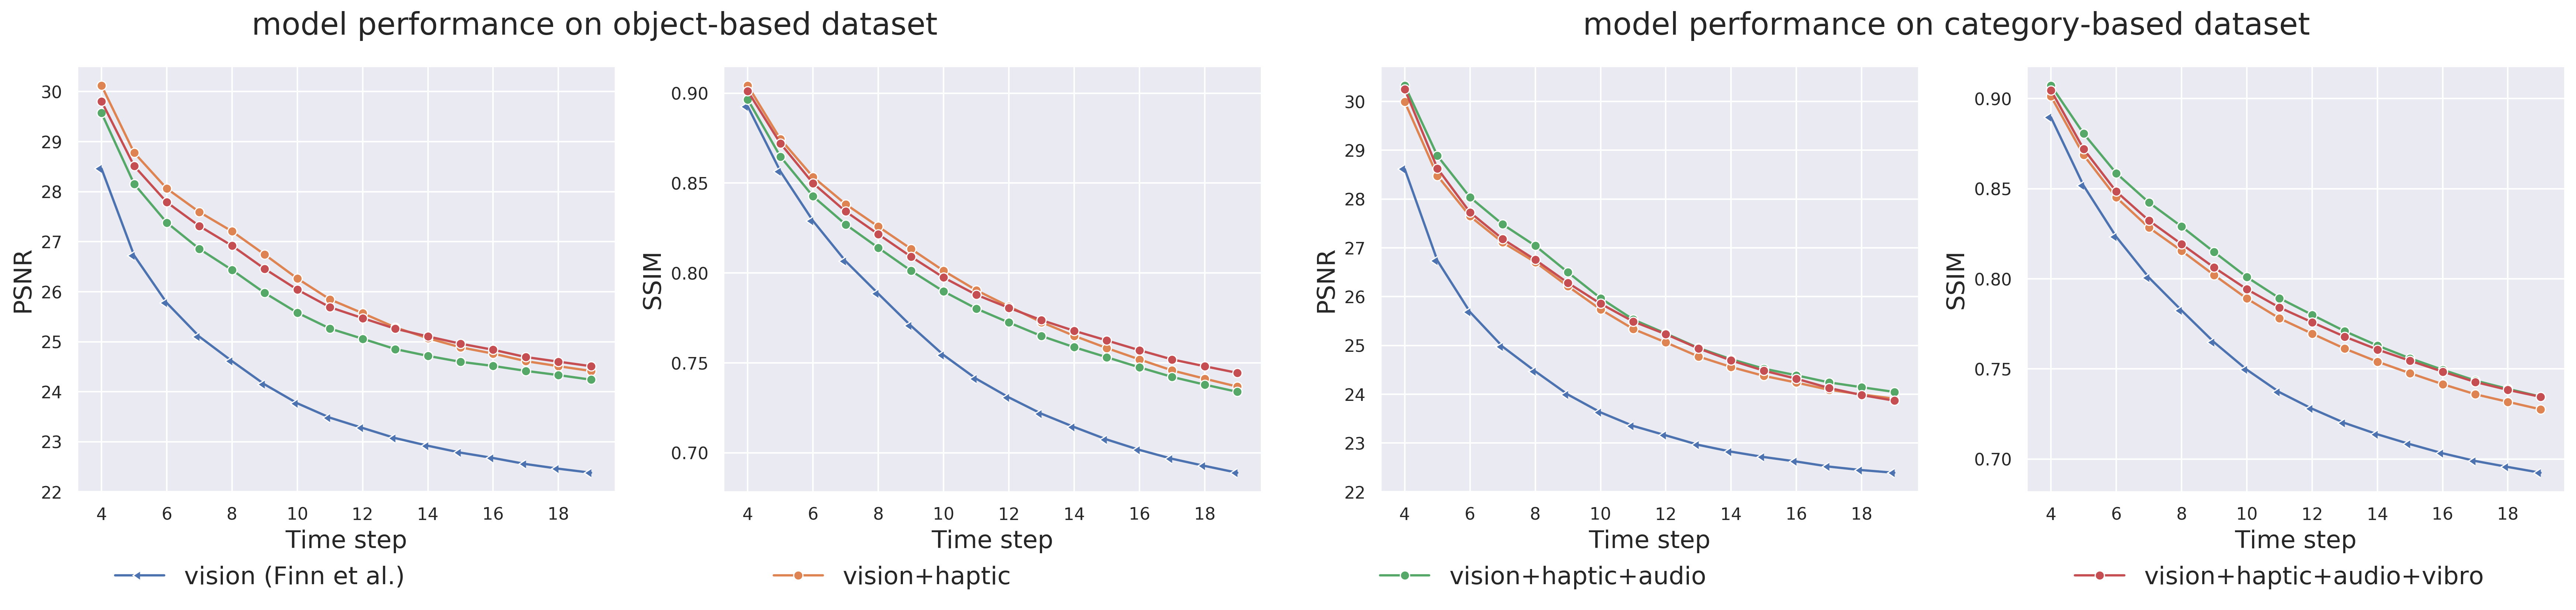 model performance on object-based dataset
model performance on category-based dataset
PSNR
30
29
28
27
26
25
24
23
22
4 6 8 10 12 14 16 18
Time step
SSIM
0.90
0.85
0.80
0.75
0.70
4 6 8 10 12 14 16 18
Time step
PSNR
30
29
28
27
26
25
24
23
22
4 6 8 10 12 14 16 18
Time step
SSIM
0.90
0.85
0.80
0.75
0.70
4 6 8 10 12 14 16 18
Time step
vision (Finn et al.)
vision+haptic
vision+haptic+audio
vision+haptic+audio+vibro